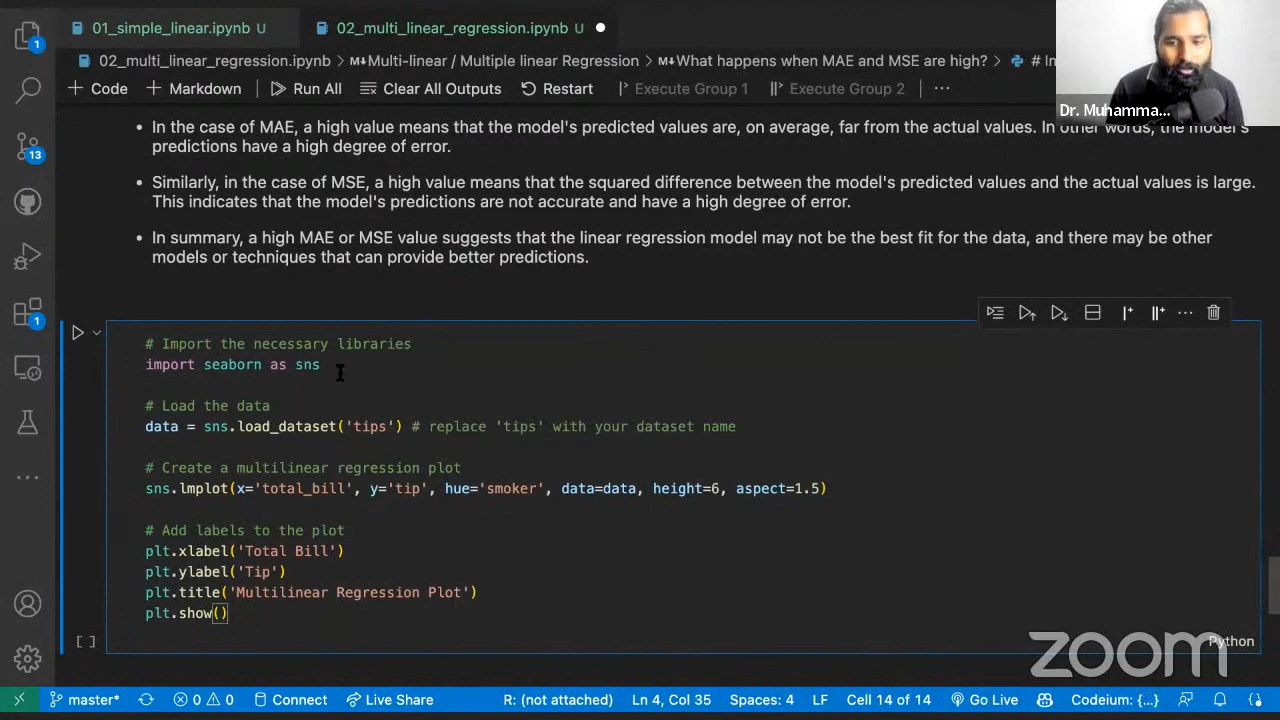 01_simple_linear.ipynb U
02_multi_linear_regression.ipynb U
02_multi_linear_regression.ipynb > Multi-linear / Multiple linear Regression > What happens when MAE and MSE are high? > # In
Code
Markdown
Run All
Clear All Outputs
Restart
Execute Group 1
Execute Group 2
Dr. Muhamma...
• In the case of MAE, a high value means that the model's predicted values are, on average, far from the actual values. In other words, the model's
predictions have a high degree of error.
• Similarly, in the case of MSE, a high value means that the squared difference between the model's predicted values and the actual values is large.
This indicates that the model's predictions are not accurate and have a high degree of error.
• In summary, a high MAE or MSE value suggests that the linear regression model may not be the best fit for the data, and there may be other
models or techniques that can provide better predictions.
# Import the necessary libraries
import seaborn as sns
# Load the data
data = sns.load_dataset('tips') # replace 'tips' with your dataset name
# Create a multilinear regression plot
sns.lmplot(x='total_bill', y='tip', hue='smoker', data=data, height=6, aspect=1.5)
# Add labels to the plot
plt.xlabel('Total Bill')
plt.ylabel('Tip')
plt.title('Multilinear Regression Plot')
plt.show()
[ ]
Python
zoom
1
13
1
master*
0 0
Connect
Live Share
R: (not attached)
Ln 4, Col 35
Spaces: 4
LF
Cell 14 of 14
Go Live
Codeium: {...}